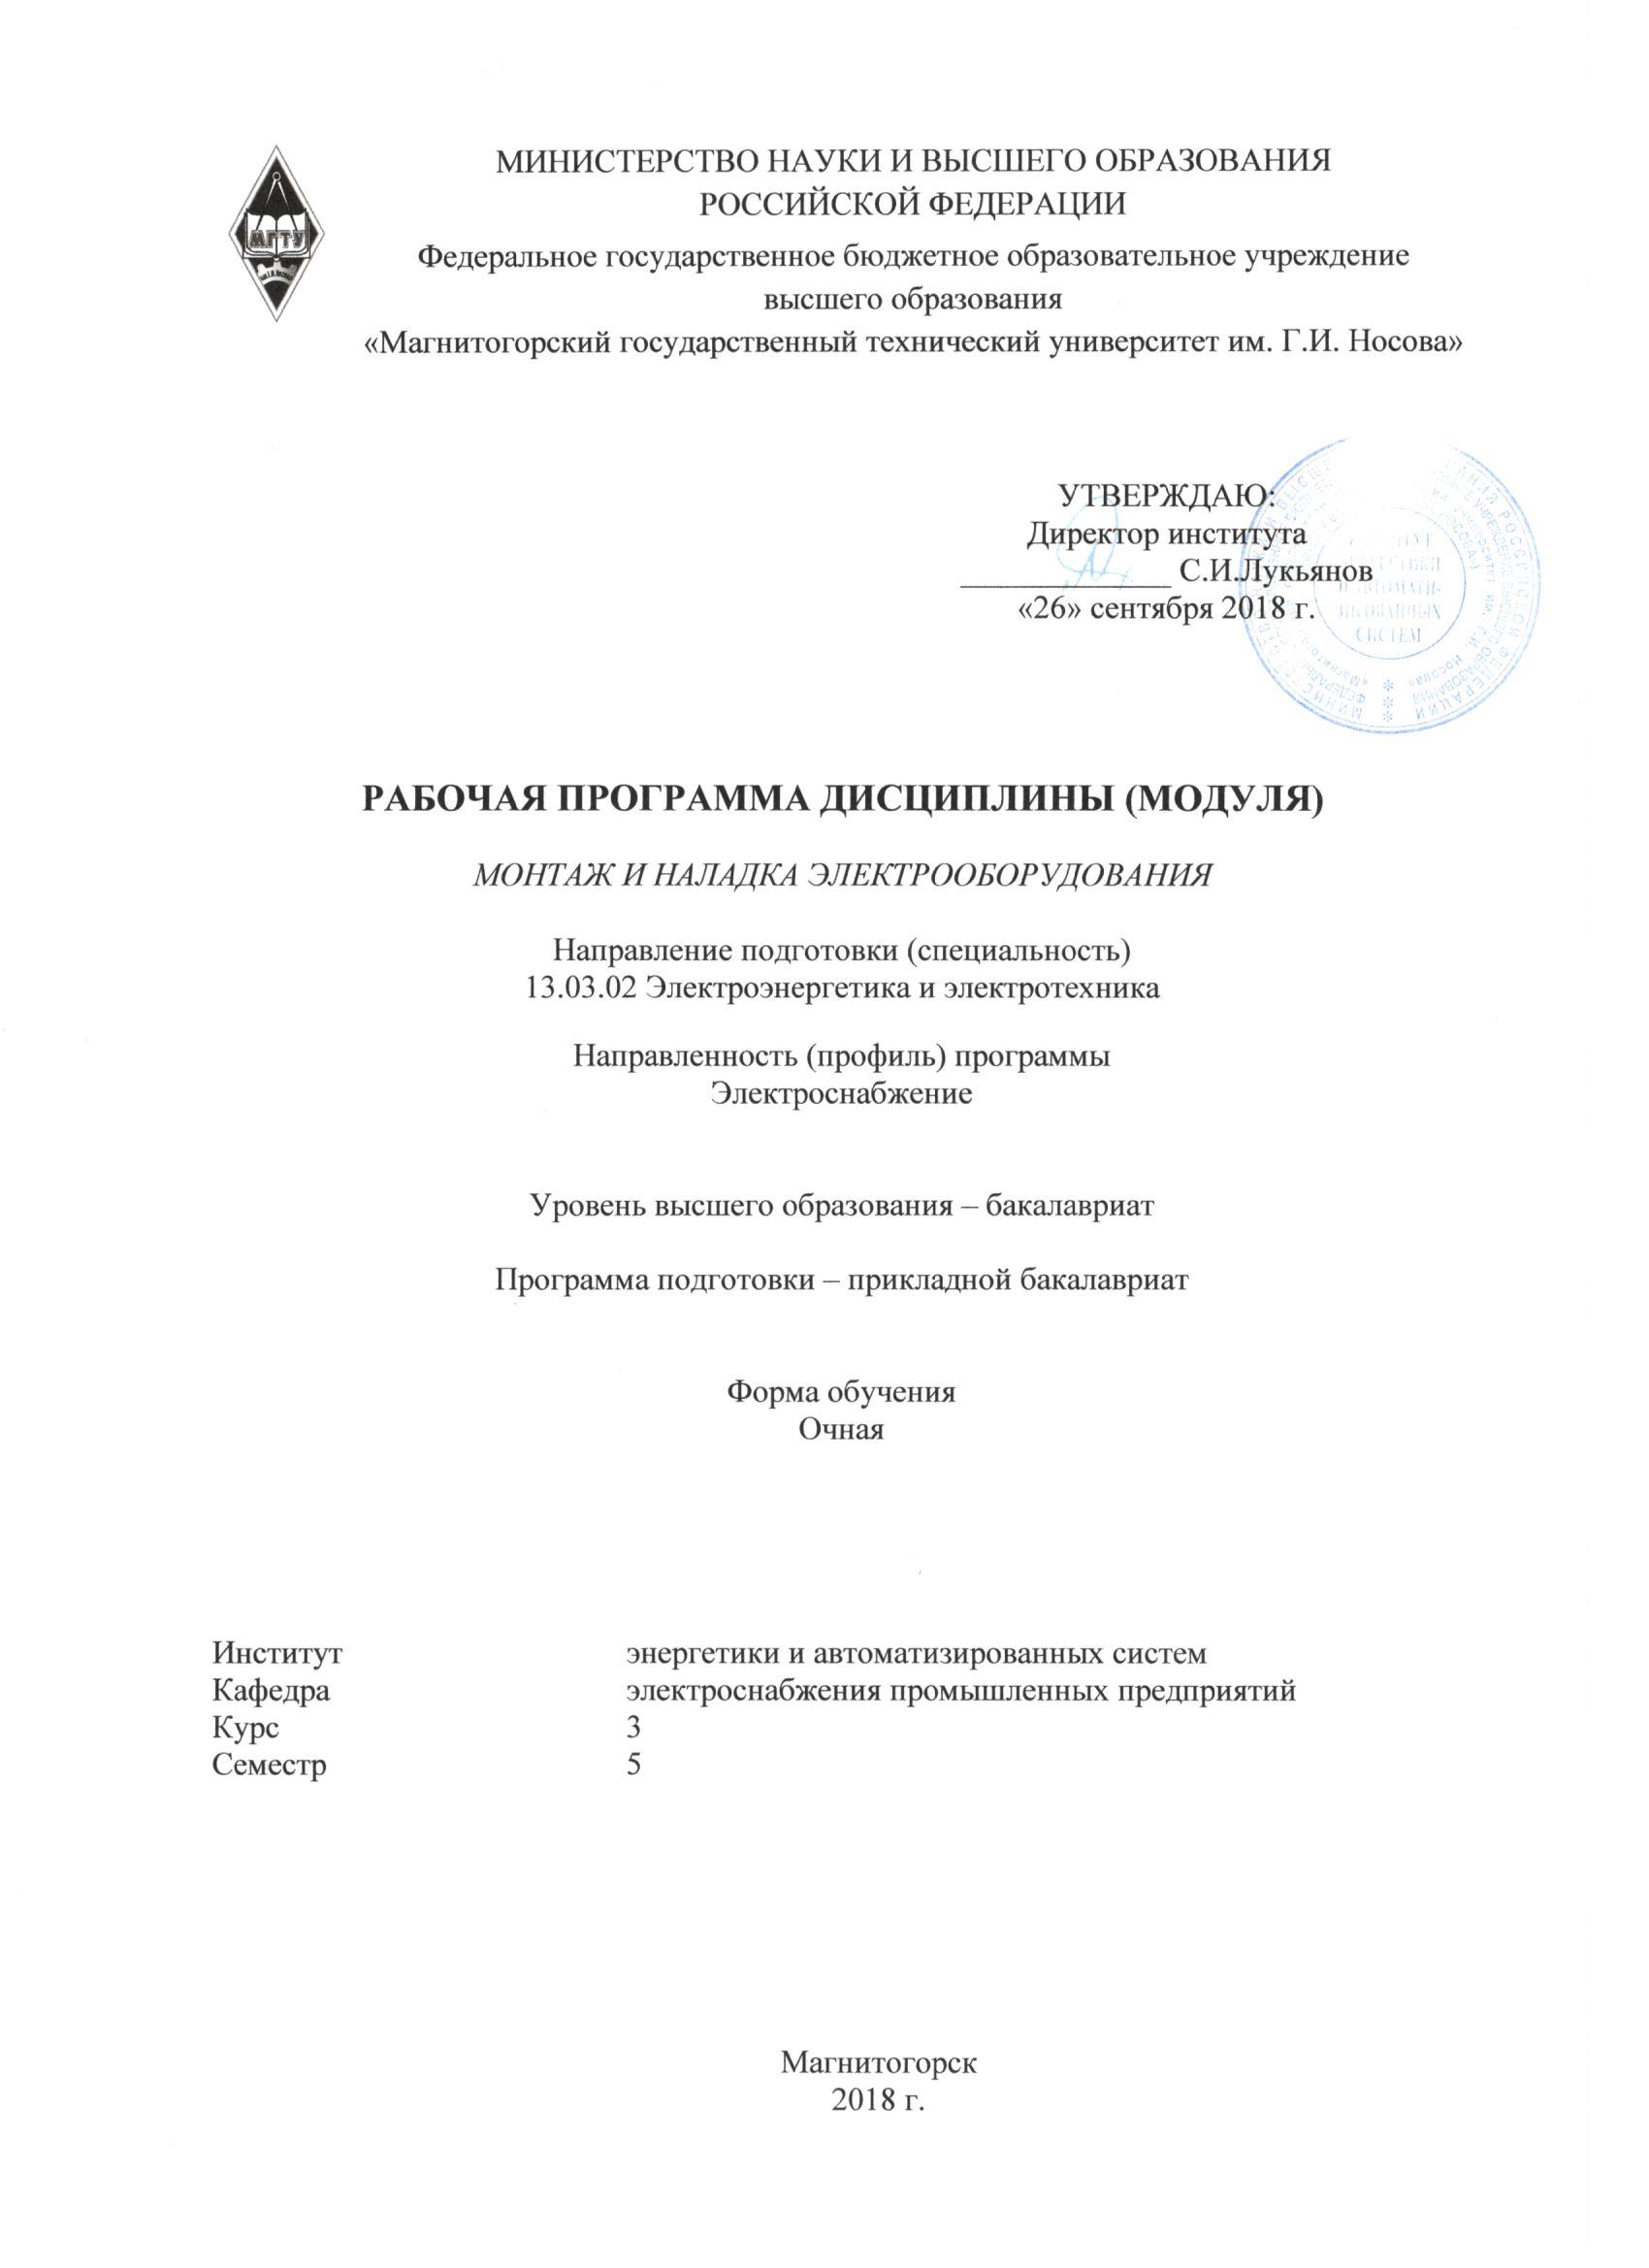 МИНИСТЕРСТВО НАУКИ И ВЫСШЕГО ОБРАЗОВАНИЯ
РОССИЙСКОЙ ФЕДЕРАЦИИ
Федеральное государственное бюджетное образовательное учреждение
высшего образования
«Магнитогорский государственный технический университет им. Г.И. Носова»
МГТУ
УТВЕРЖДАЮ:
Директор института
С.И.Лукьянов
«26» сентября 2018 г.
СИСТЕМ
РАБОЧАЯ ПРОГРАММА ДИСЦИПЛИНЫ (МОДУЛЯ)
МОНТАЖ И НАЛАДКА ЭЛЕКТРООБОРУДОВАНИЯ
Направление подготовки (специальность)
13.03.02 Электроэнергетика и электротехника
Направленность (профиль) программы
Электроснабжение
Уровень высшего образования – бакалавриат
Программа подготовки – прикладной бакалавриат
Форма обучения
Очная
Институт энергетики и автоматизированных систем
Кафедра электроснабжения промышленных предприятий
Курс 3
Семестр 5
Магнитогорск
2018 г.